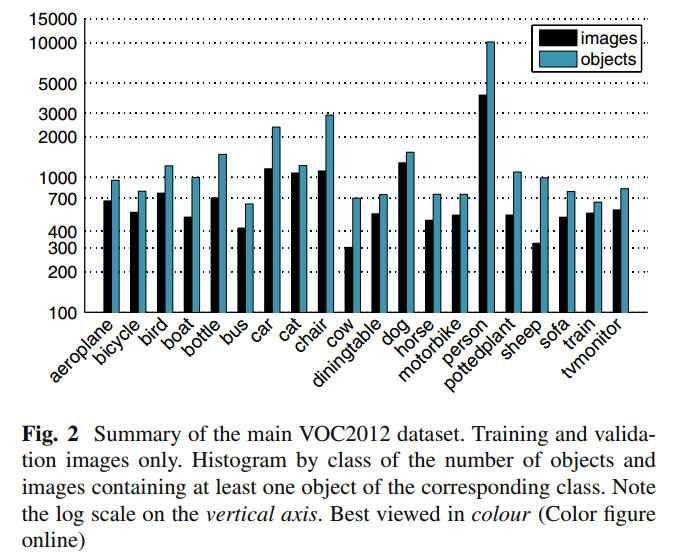 15000
10000
5000
3000
2000
1000
700
400
300
200
100
images
objects
aeroplane
bicycle
bird
boat
bottle
bus
car
cat
chair
cow
diningtable
dog
horse
motorbike
person
pottedplant
sheep
sofa
train
tvmonitor
Fig. 2 Summary of the main VOC2012 dataset. Training and valida-
tion images only. Histogram by class of the number of objects and
images containing at least one object of the corresponding class. Note
the log scale on the vertical axis. Best viewed in colour (Color figure
online)